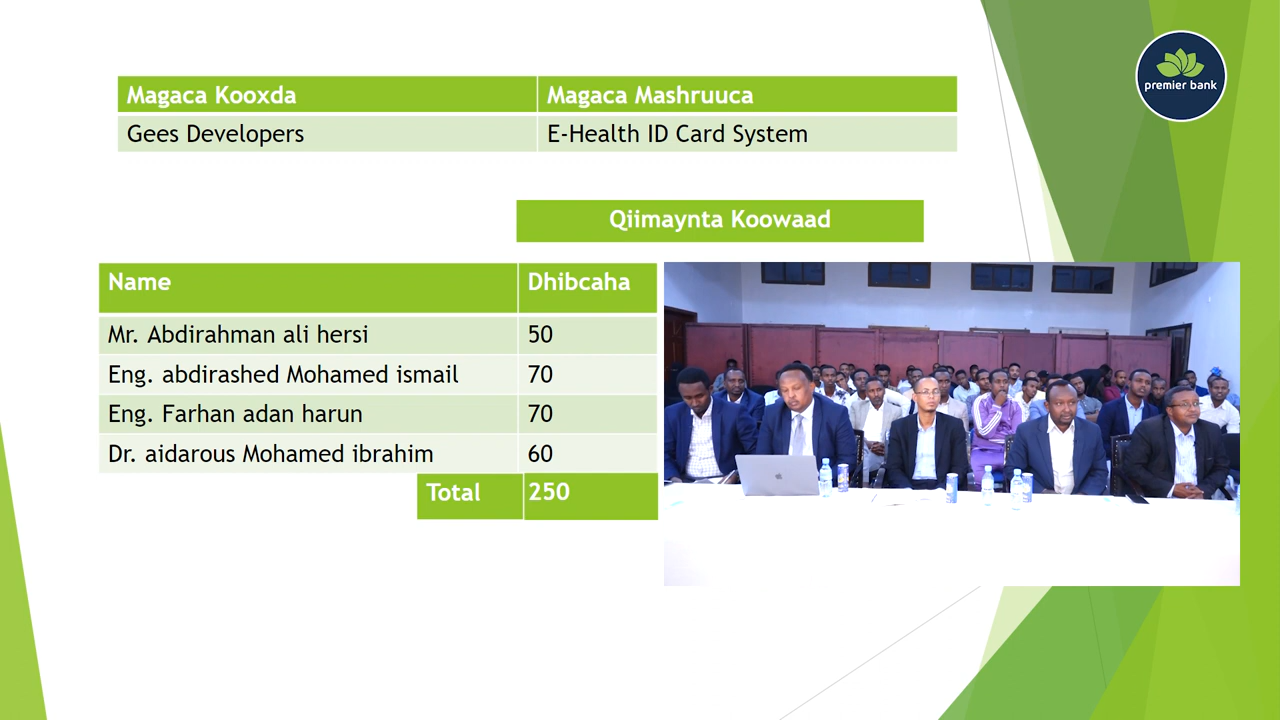 premier bank
Magaca Kooxda Magaca Mashruuca
Gees Developers E-Health ID Card System
Qiimaynta Koowaad
Name Dhibcaha
Mr. Abdirahman ali hersi 50
Eng. abdirashed Mohamed ismail 70
Eng. Farhan adan harun 70
Dr. aidarous Mohamed ibrahim 60
Total 250